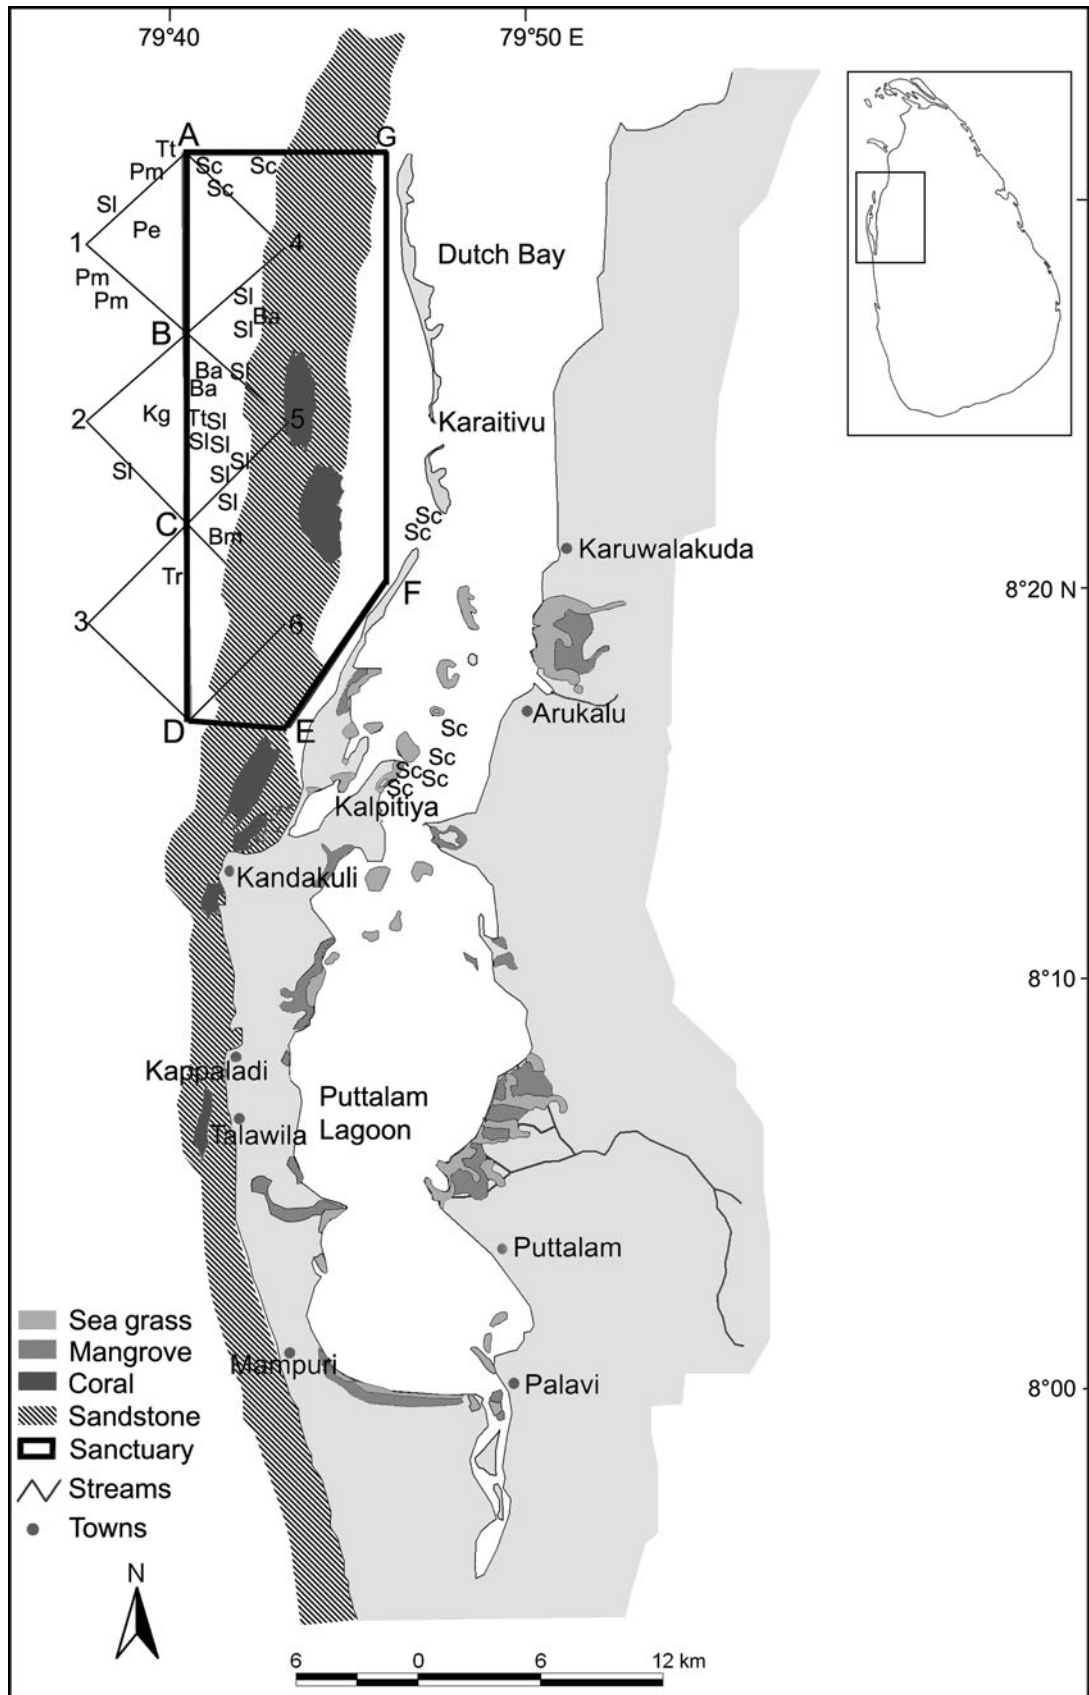 79°40
79°50 E
A
G
Tt
Sc
Sc
Pm
Sc
Sl
Pe
1
4
Dutch Bay
Pm
Pm
Sl
Ba
Sl
B
Ba
Sl
Ba
Kg
Tt
Sl
2
5
Karaitivu
Sl
Sl
Sl
Sl
Sl
Sl
Sc
Sc
C
Bm
Karuwalakuda
Tr
F
8°20 N
3
6
D
E
Arukalu
Sc
Sc
Sc
Sc
Sc
Kalpitiya
Kandakuli
8°10
Kappaladi
Puttalam
Lagoon
Talawila
Puttalam
Sea grass
Mangrove
Mampuri
Coral
Palavi
8°00
Sandstone
Sanctuary
Streams
Towns
N
6
0
6
12 km